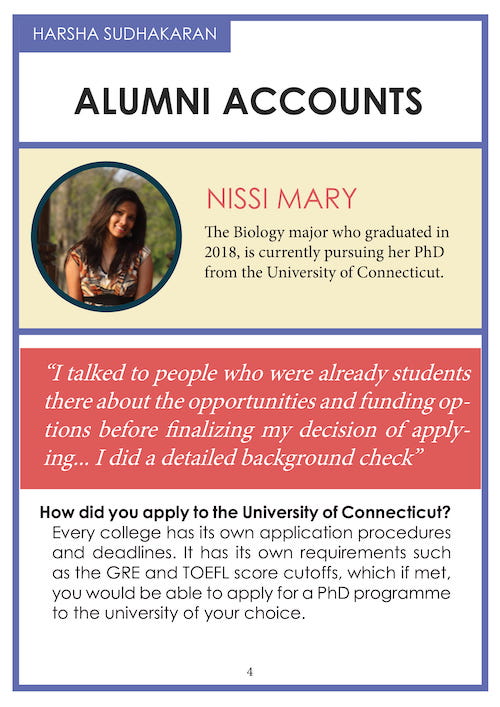 HARSHA SUDHAKARAN
ALUMNI ACCOUNTS
NISSI MARY
The Biology major who graduated in
2018, is currently pursuing her PhD
from the University of Connecticut.
“I talked to people who were already students
there about the opportunities and funding op-
tions before finalizing my decision of apply-
ing... I did a detailed background check”
How did you apply to the University of Connecticut?
Every college has its own application procedures
and deadlines. It has its own requirements such
as the GRE and TOEFL score cutoffs, which if met,
you would be able to apply for a PhD programme
to the university of your choice.
4